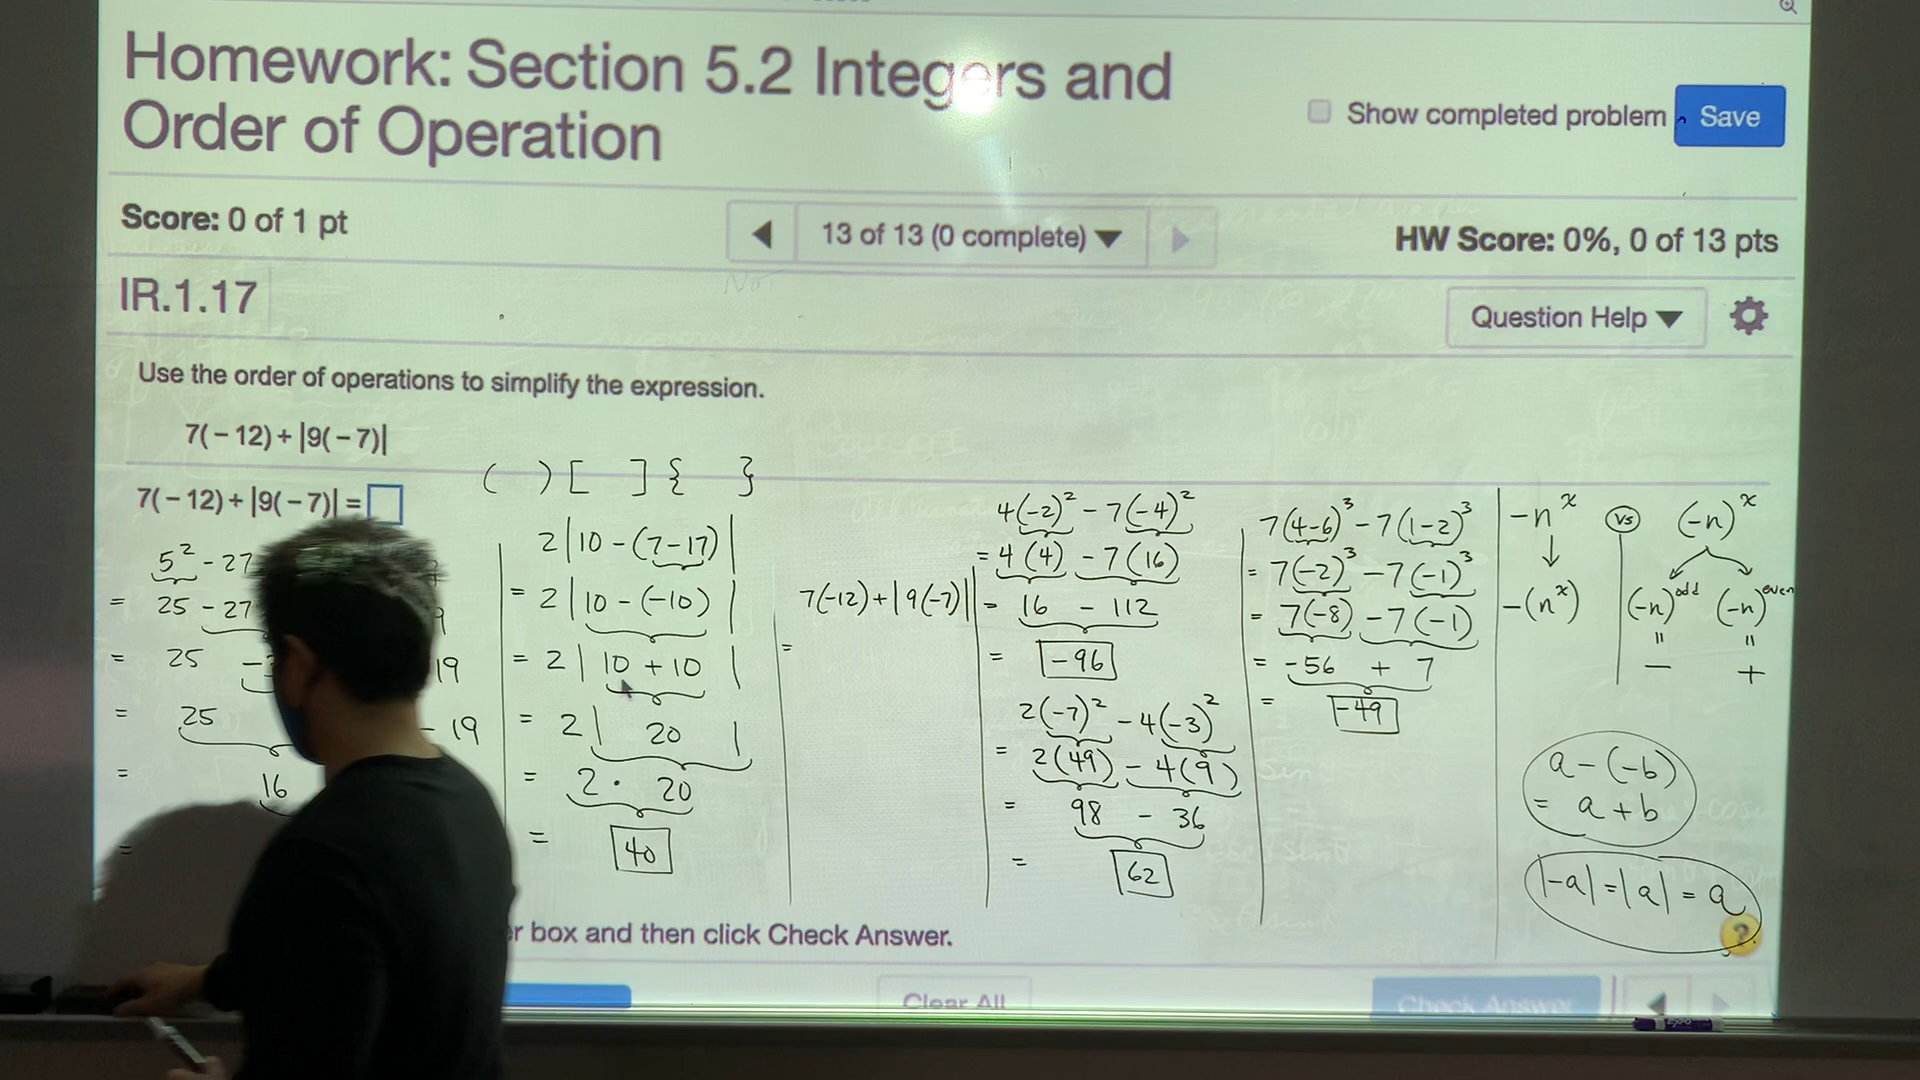 Homework: Section 5.2 Integers and
Order of Operation
Show completed problem
Save
Score: 0 of 1 pt
13 of 13 (0 complete)
HW Score: 0%, 0 of 13 pts
IR.1.17
Question Help
Use the order of operations to simplify the expression.
7(−12)+|9(−7)|
7(−12)+|9(−7)|=
( ) [ ] { }
5² - 27
= 25 - 27 9
= 25 19
= 25 - 19
= 16
=
2|10-(7-17)|
= 2|10-(-10)|
= 2|10+10|
= 2|20|
= 2·20
= 40
7(-12)+|9(-7)|
=
4(-2)² - 7(-4)²
= 4(4) - 7(16)
= 16 - 112
= -96
2(-7)² - 4(-3)²
= 2(49) - 4(9)
= 98 - 36
= 62
7(4-6)³ - 7(1-2)³
= 7(-2)³ - 7(-1)³
= 7(-8) - 7(-1)
= -56 + 7
= -49
-nˣ vs (-n)ˣ
-(nˣ) (-n)ᵒᵈᵈ (-n)ᵉᵛᵉⁿ
= =
− +
a-(-b)
= a+b
|-a|=|a|=a
?
r box and then click Check Answer.
Clear All
Check Answer